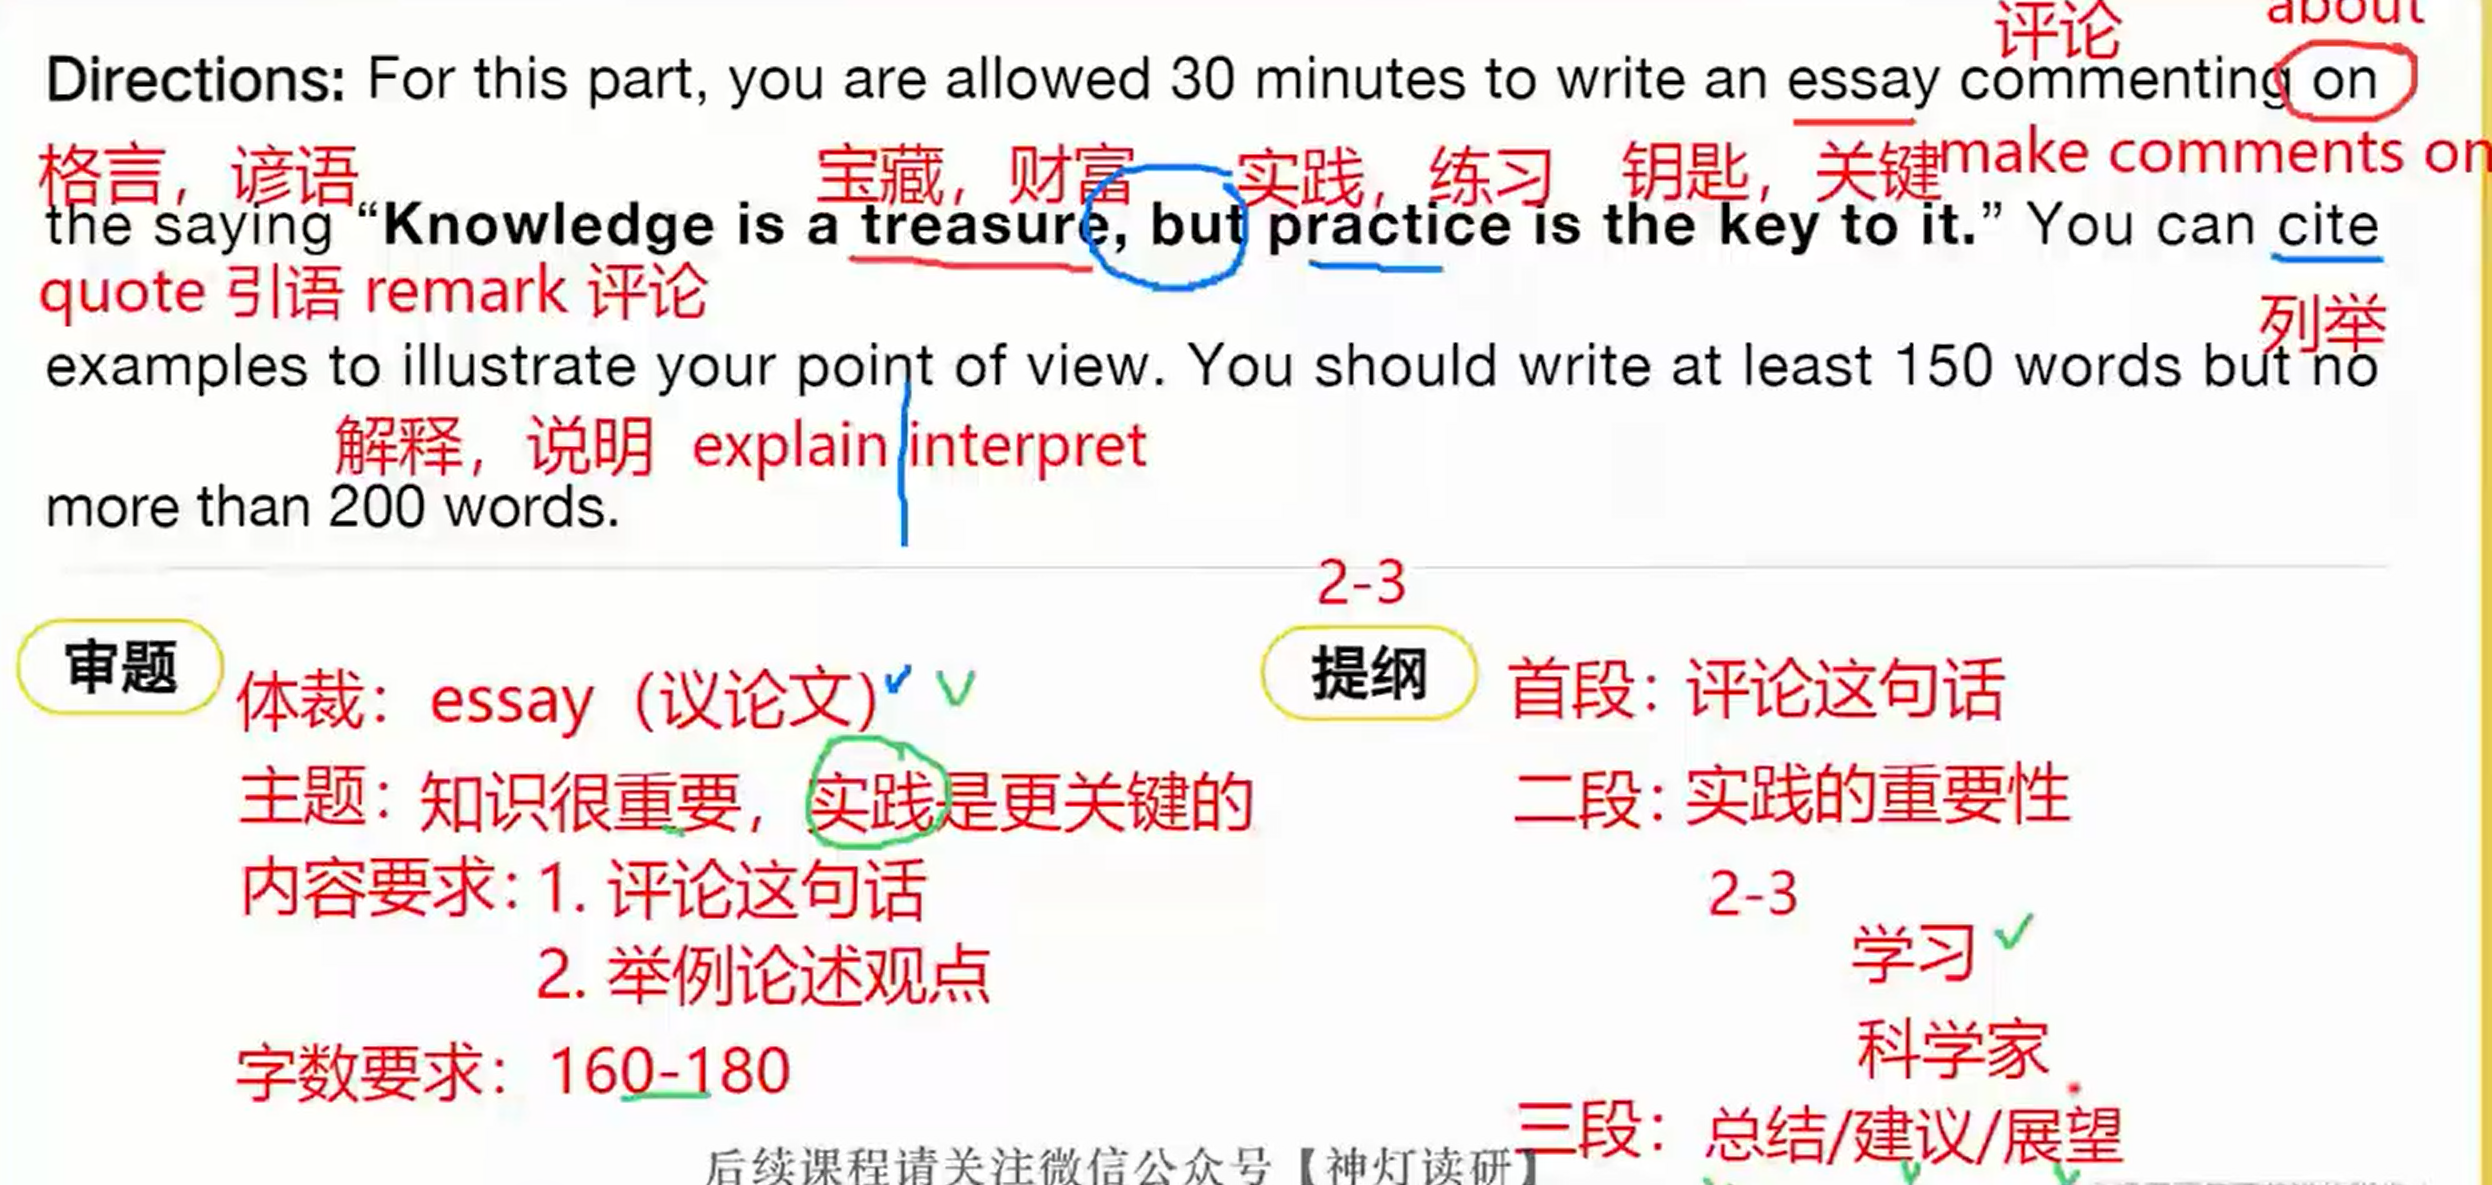 评论 about
Directions: For this part, you are allowed 30 minutes to write an essay commenting on
格言，谚语 宝藏，财富 实践，练习 钥匙，关键 make comments on
the saying “Knowledge is a treasure, but practice is the key to it.” You can cite
quote 引语 remark 评论 列举
examples to illustrate your point of view. You should write at least 150 words but no
解释，说明 explain interpret
more than 200 words.
审题
体裁：essay（议论文）
主题：知识很重要，实践是更关键的
内容要求：1. 评论这句话
2. 举例论述观点
字数要求：160-180
2-3
提纲
首段：评论这句话
二段：实践的重要性
2-3
学习
科学家
三段：总结/建议/展望
后续课程请关注微信公众号【神灯读研】